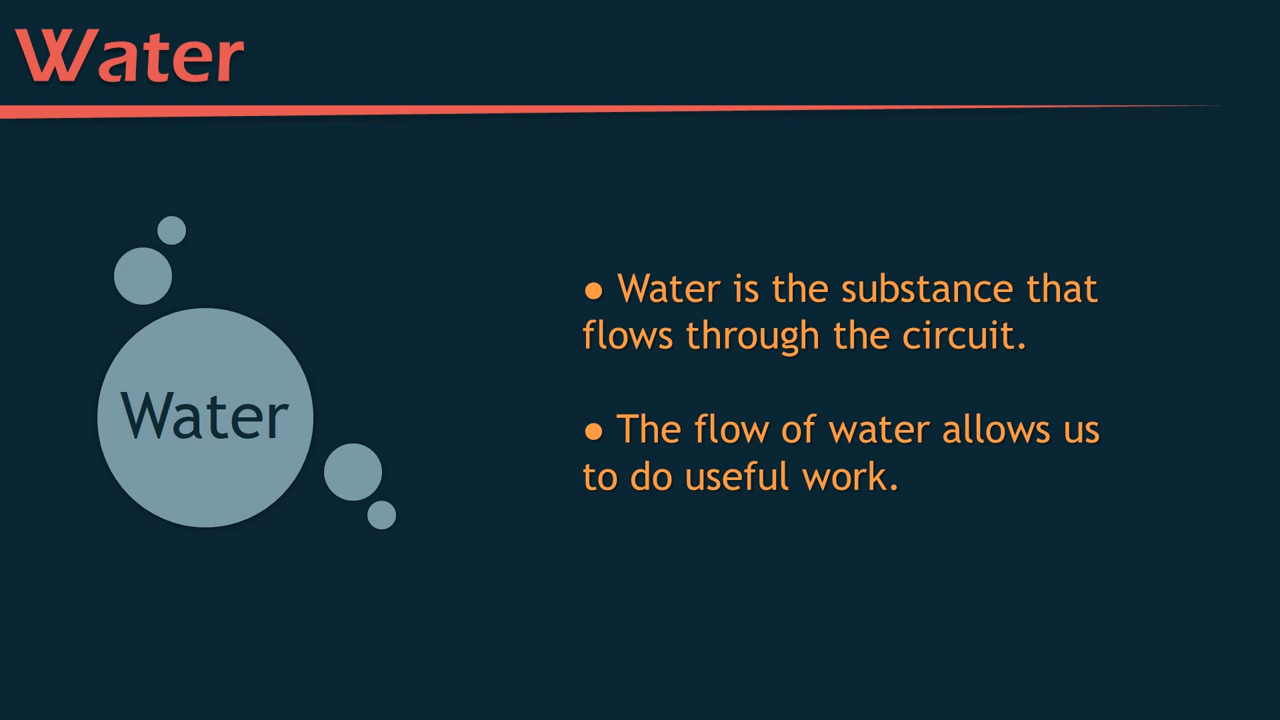 Water
Water
● Water is the substance that
flows through the circuit.
● The flow of water allows us
to do useful work.